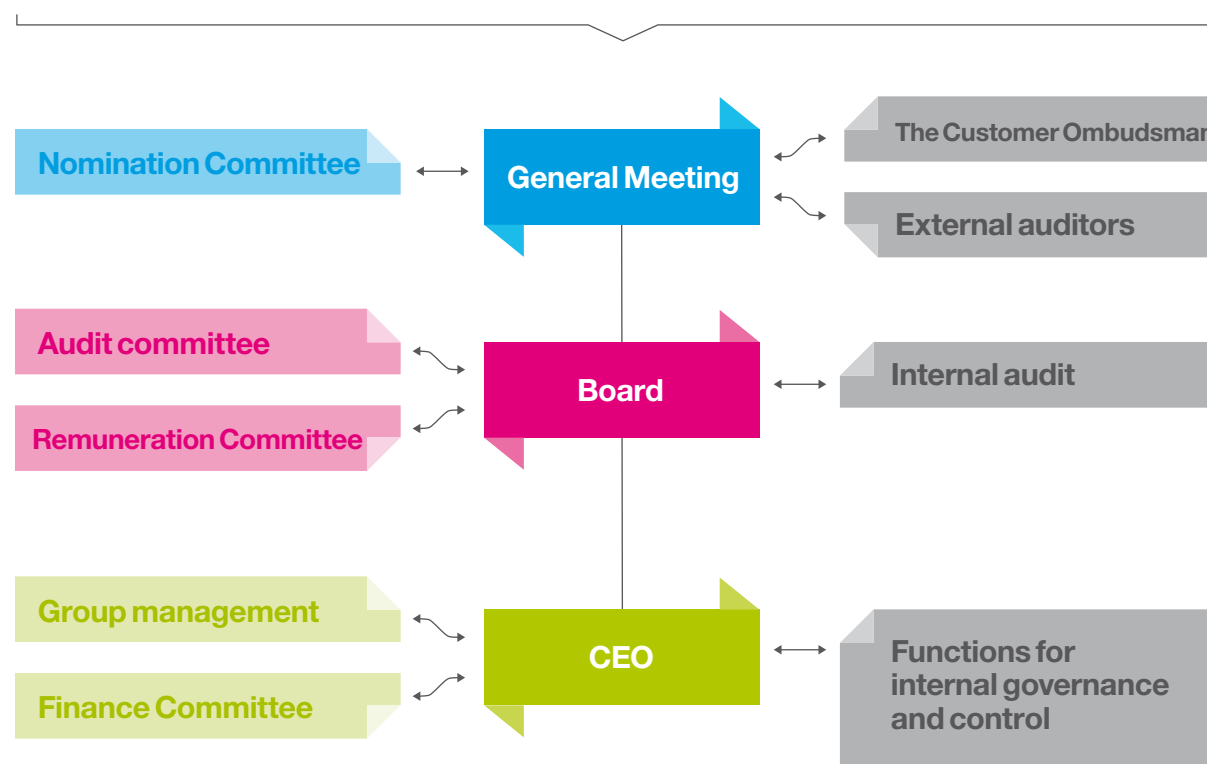 Nomination Committee
General Meeting
The Customer Ombudsman
External auditors
Audit committee
Remuneration Committee
Board
Internal audit
Group management
Finance Committee
CEO
Functions for
internal governance
and control